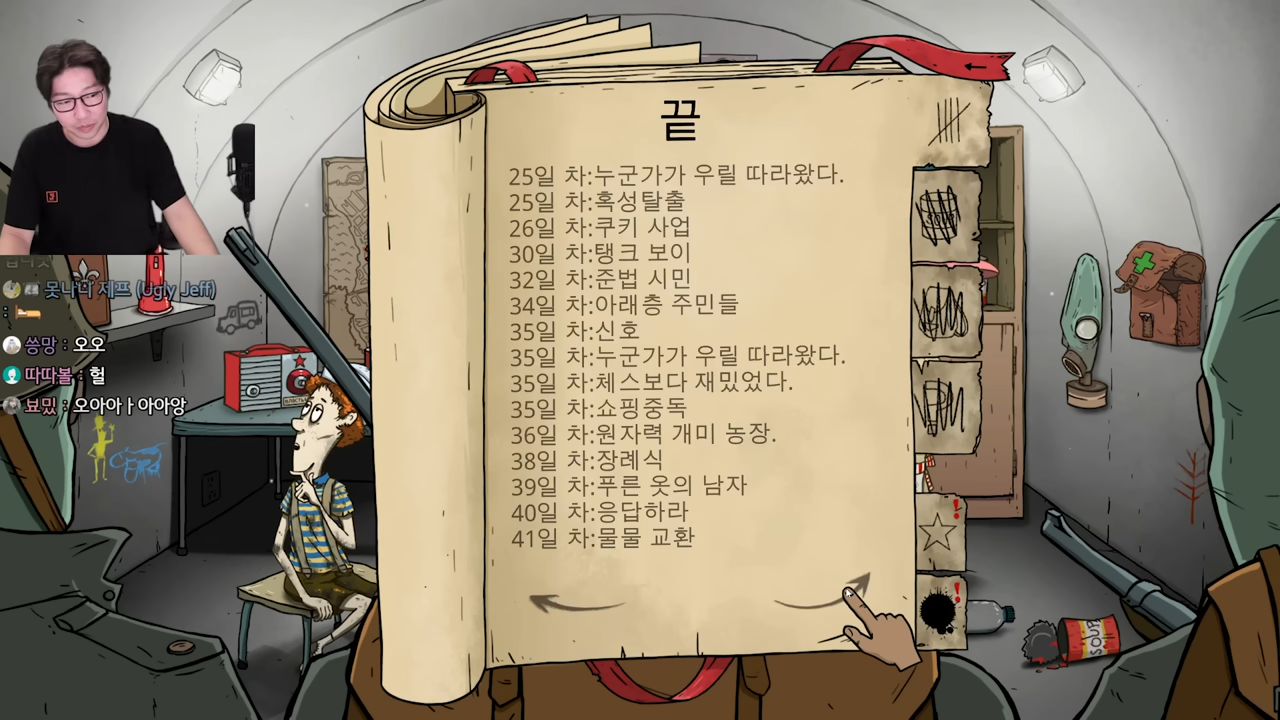 끝
25일 차:누군가가 우릴 따라왔다.
25일 차:혹성탈출
26일 차:쿠키 사업
30일 차:탱크 보이
32일 차:준법 시민
34일 차:아래층 주민들
35일 차:신호
35일 차:누군가가 우릴 따라왔다.
35일 차:체스보다 재밌었다.
35일 차:쇼핑중독
36일 차:원자력 개미 농장.
38일 차:장례식
39일 차:푸른 옷의 남자
40일 차:응답하라
41일 차:물물 교환
못나니 제프 (Ugly Jeff)
:
쏭망 : 오오
따따볼 : 헐
뵤밌 : 오아아ㅏ아아앙
SOUP